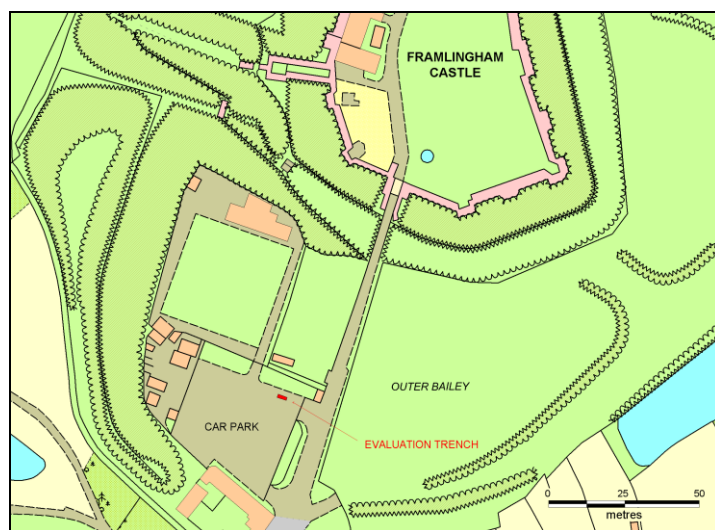 FRAMLINGHAM
CASTLE
OUTER BAILEY
CAR PARK
EVALUATION TRENCH
0 25 50
metres